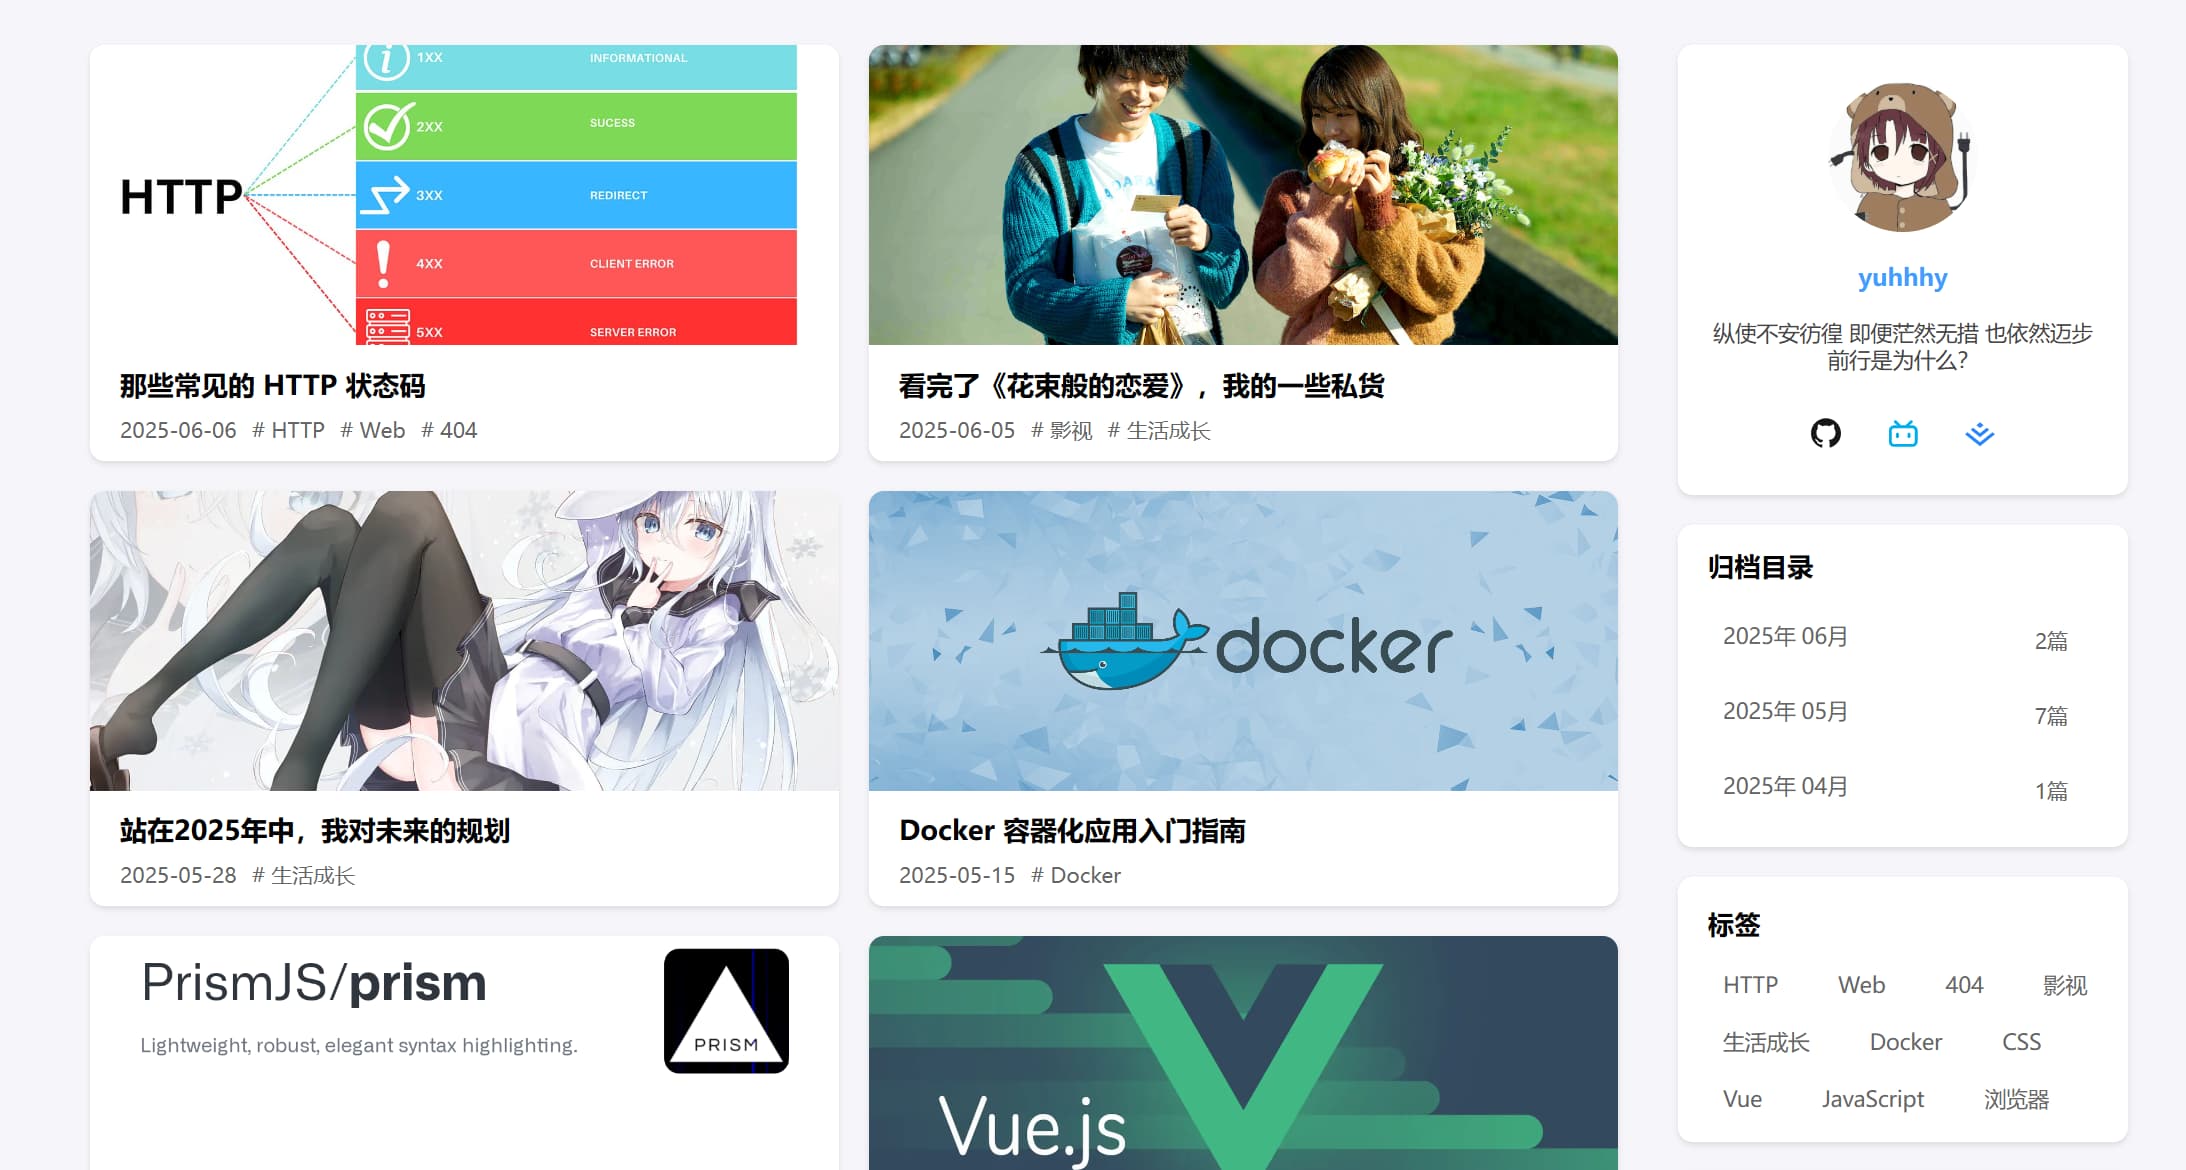 1XX INFORMATIONAL
2XX SUCESS
HTTP 3XX REDIRECT
4XX CLIENT ERROR
5XX SERVER ERROR
那些常见的 HTTP 状态码
2025-06-06 # HTTP # Web # 404
看完了《花束般的恋爱》，我的一些私货
2025-06-05 # 影视 # 生活成长
docker
站在2025年中，我对未来的规划
2025-05-28 # 生活成长
Docker 容器化应用入门指南
2025-05-15 # Docker
PrismJS/prism
Lightweight, robust, elegant syntax highlighting.
PRISM
Vue.js
yuhhhy
纵使不安彷徨 即便茫然无措 也依然迈步
前行是为什么？
归档目录
2025年 06月 2篇
2025年 05月 7篇
2025年 04月 1篇
标签
HTTP Web 404 影视
生活成长 Docker CSS
Vue JavaScript 浏览器